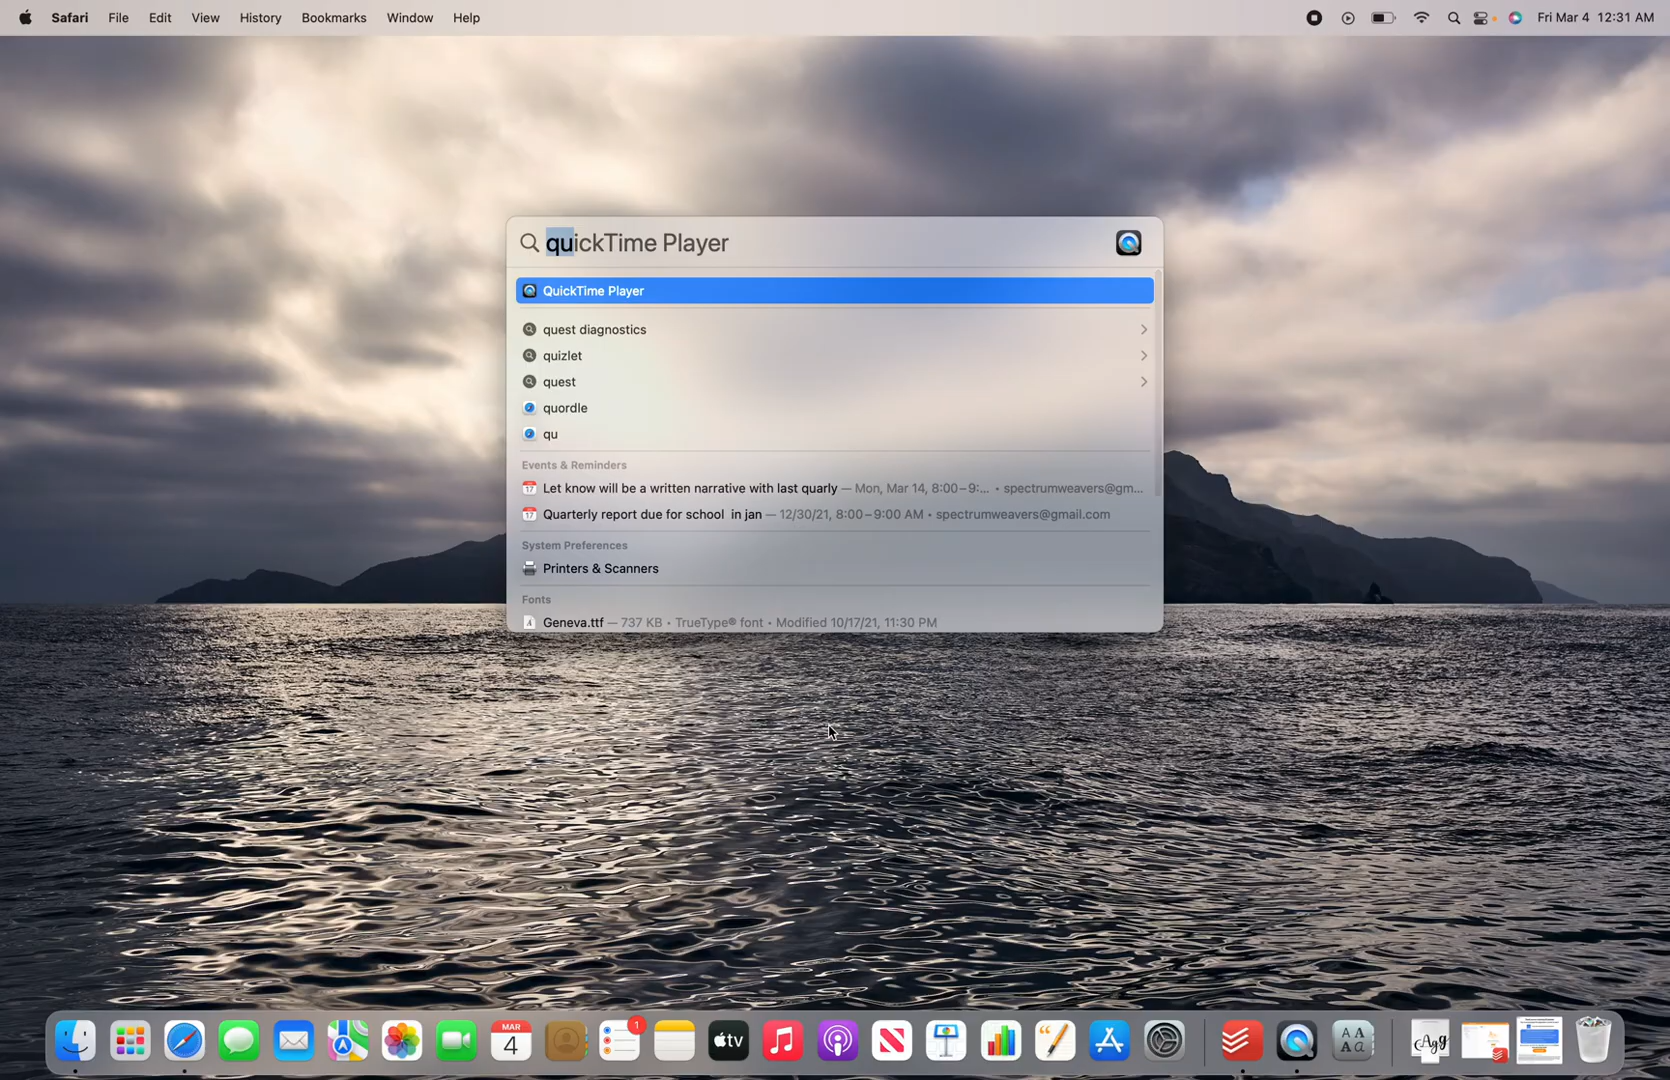 Safari File Edit View History Bookmarks Window Help Fri Mar 4 12:31 AM
quickTime Player
QuickTime Player
quest diagnostics
quizlet
quest
quordle
qu
Events & Reminders
17 Let know will be a written narrative with last quarly — Mon, Mar 14, 8:00–9:... • spectrumweavers@gm...
17 Quarterly report due for school in jan — 12/30/21, 8:00–9:00 AM • spectrumweavers@gmail.com
System Preferences
Printers & Scanners
Fonts
Geneva.ttf — 737 KB • TrueType® font • Modified 10/17/21, 11:30 PM
MAR
4
1
tv
A A
A a
Agg